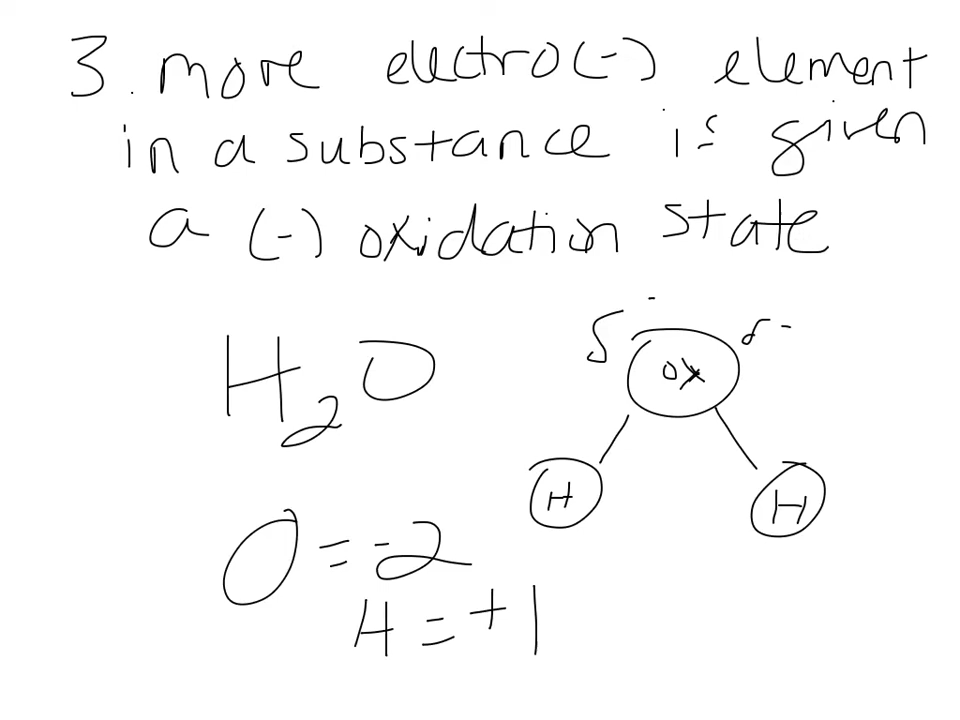 3. more electro(-) element
in a substance is given
a (-) oxidation state
H₂O
δ- δ-
ox
H H
O = -2
H = +1